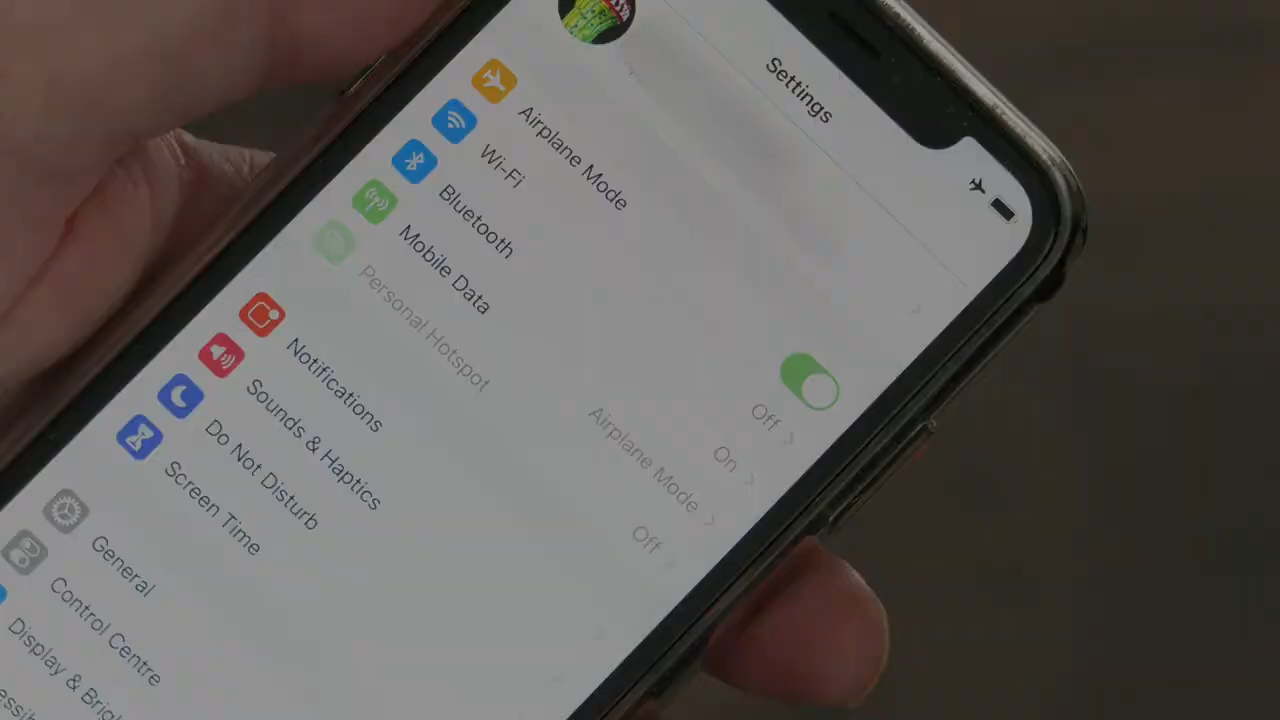 Settings
Airplane Mode
Wi-Fi Off
Bluetooth On
Mobile Data Airplane Mode
Personal Hotspot Off
Notifications
Sounds & Haptics
Do Not Disturb
Screen Time
General
Control Centre
Display &